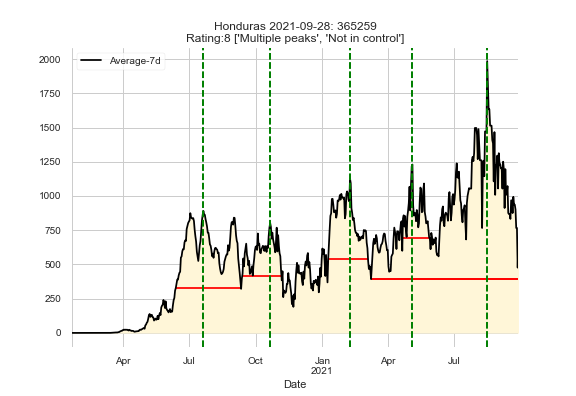 Honduras 2021-09-28: 365259
Rating:8 ['Multiple peaks', 'Not in control']
Average-7d
2000
1750
1500
1250
1000
750
500
250
0
Apr
Jul
Oct
Jan
2021
Apr
Jul
Date